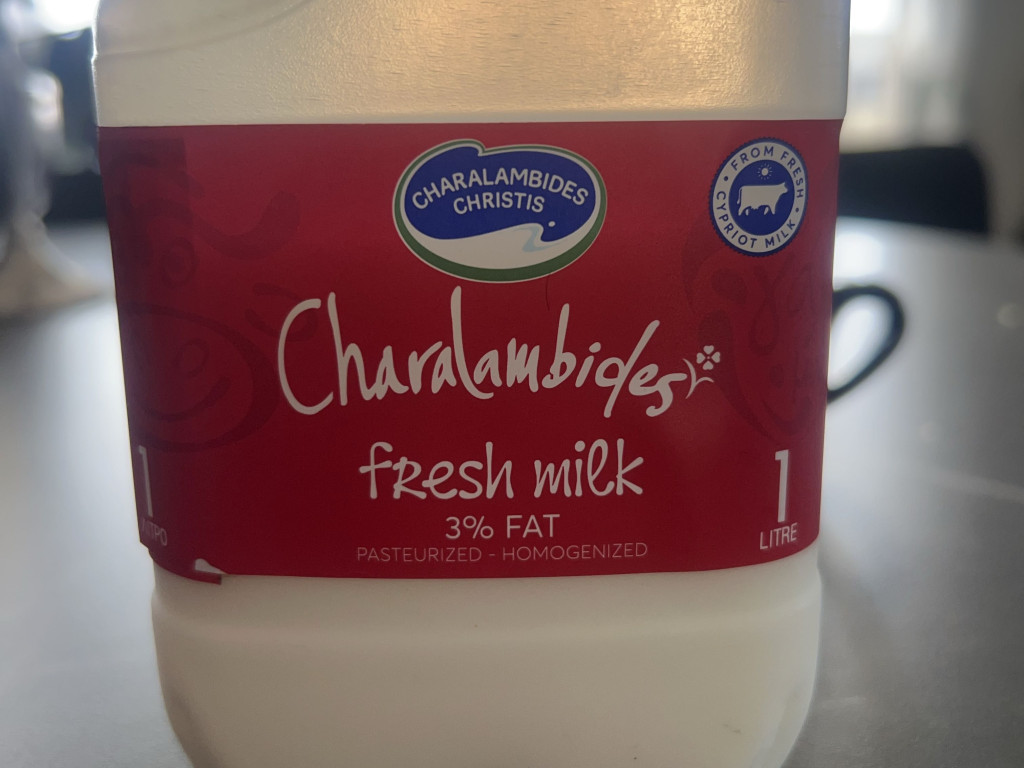 CHARALAMBIDES
CHRISTIS
FROM FRESH
CYPRIOT MILK
Charalambides
fresh milk
3% FAT
PASTEURIZED - HOMOGENIZED
1
LITRE
1